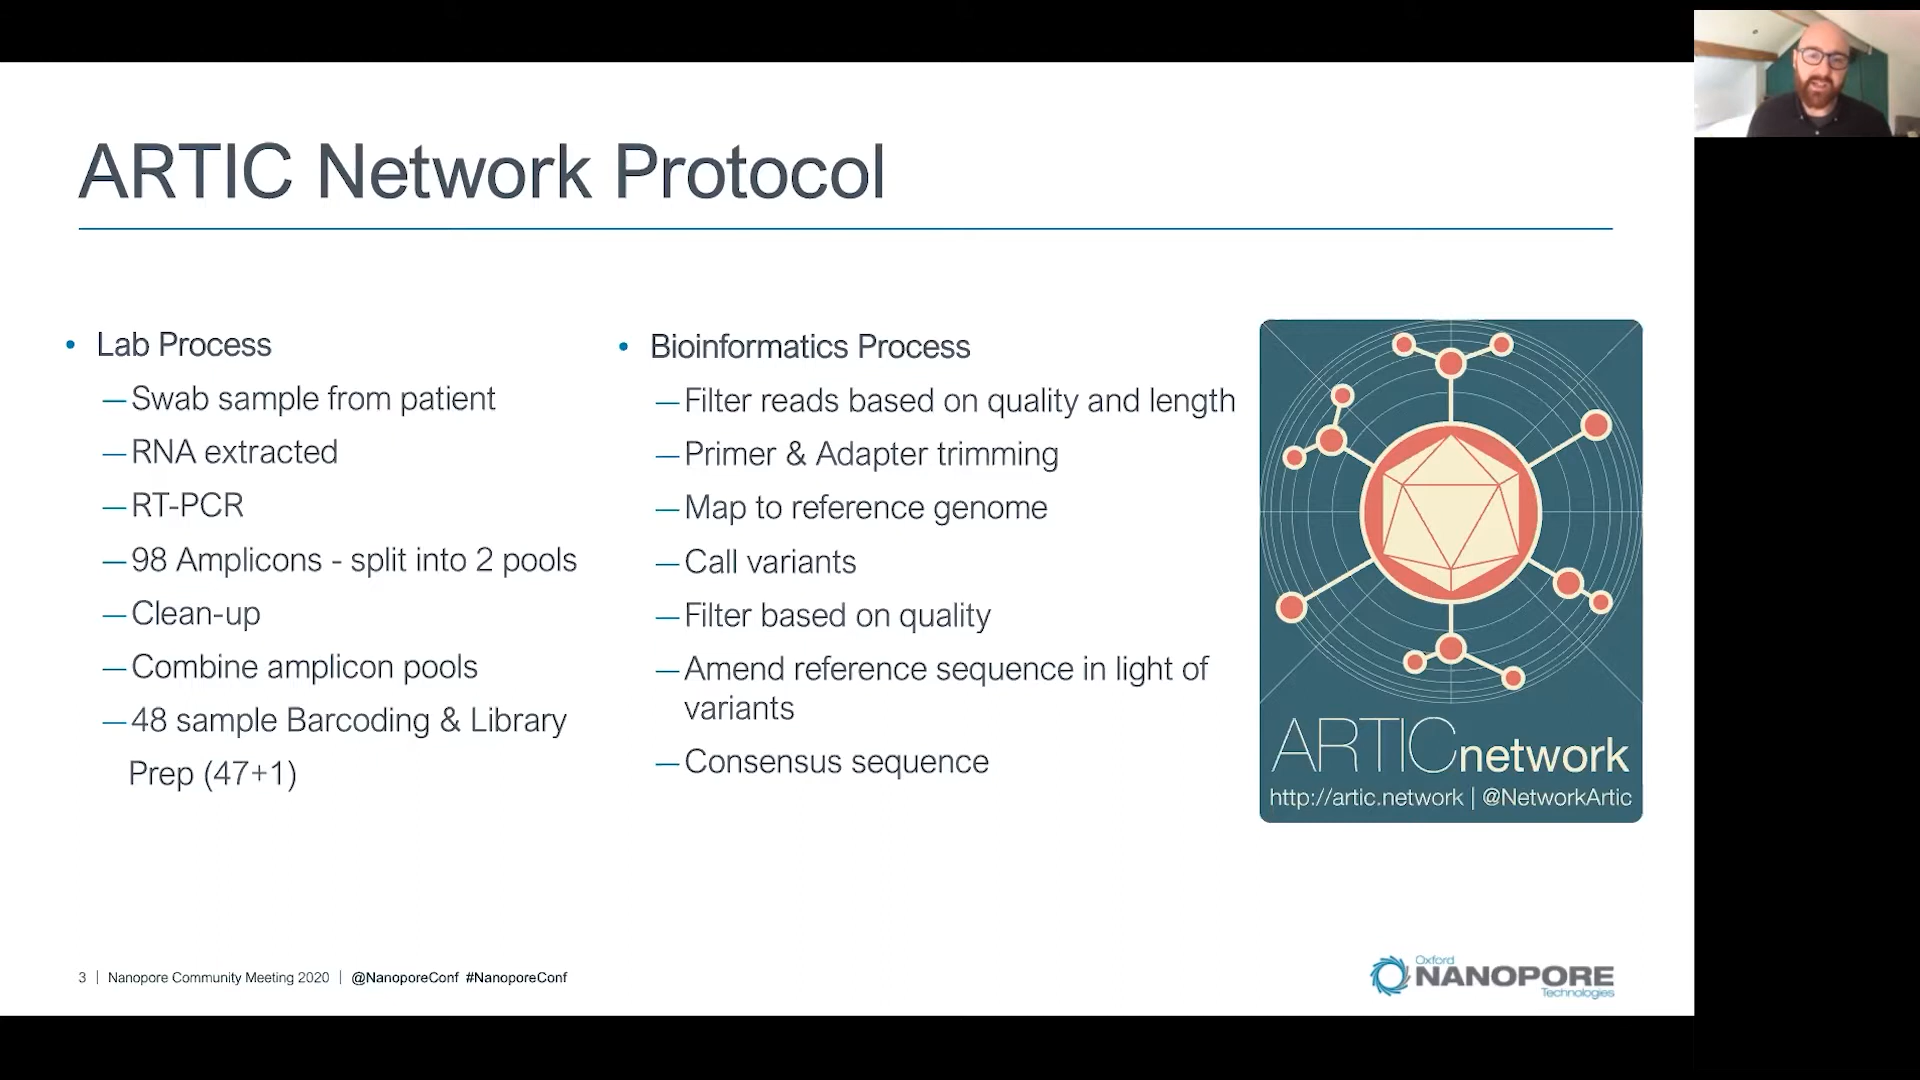 ARTIC Network Protocol
• Lab Process
—Swab sample from patient
—RNA extracted
—RT-PCR
—98 Amplicons - split into 2 pools
—Clean-up
—Combine amplicon pools
—48 sample Barcoding & Library
Prep (47+1)
• Bioinformatics Process
—Filter reads based on quality and length
—Primer & Adapter trimming
—Map to reference genome
—Call variants
—Filter based on quality
—Amend reference sequence in light of
variants
—Consensus sequence
ARTICnetwork
http://artic.network | @NetworkArtic
3 | Nanopore Community Meeting 2020 | @NanoporeConf #NanoporeConf
Oxford
NANOPORE
Technologies